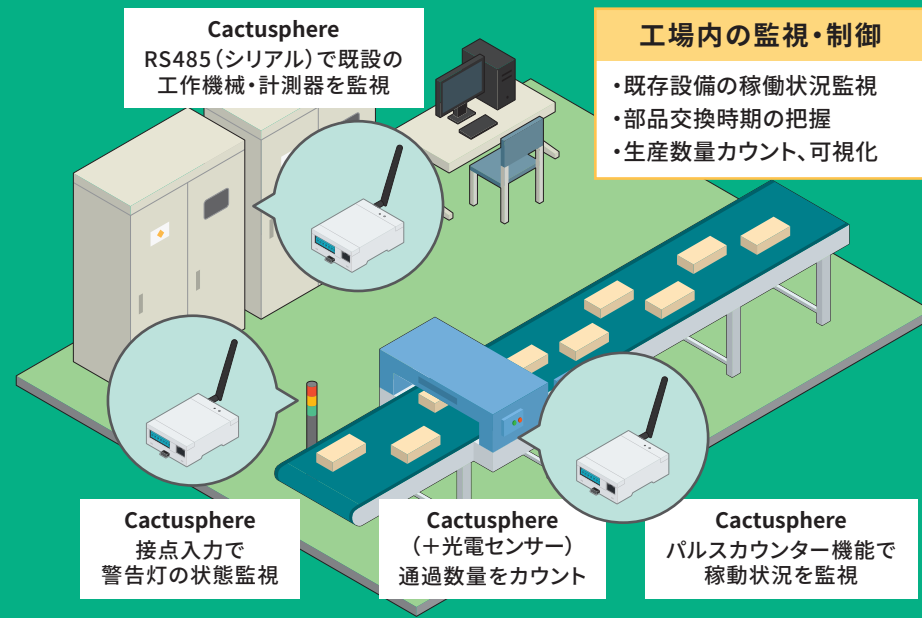 Cactusphere
RS485（シリアル）で既設の
工作機械・計測器を監視
工場内の監視・制御
・既存設備の稼働状況監視
・部品交換時期の把握
・生産数量カウント、可視化
Cactusphere
接点入力で
警告灯の状態監視
Cactusphere
（＋光電センサー）
通過数量をカウント
Cactusphere
パルスカウンター機能で
稼動状況を監視